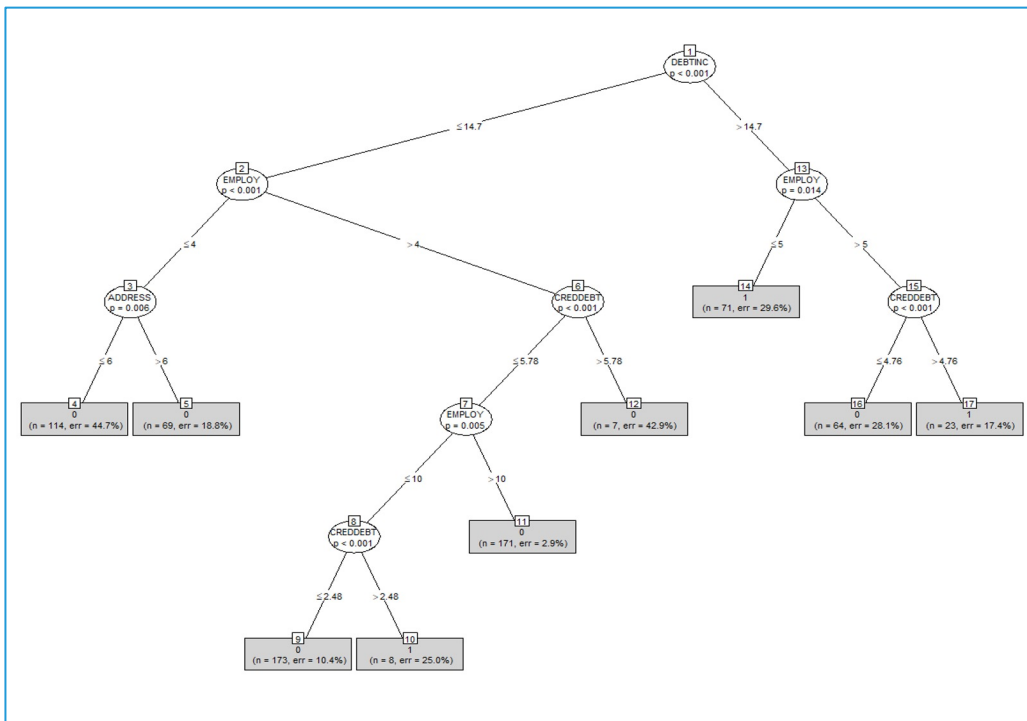 1
DEBTINC
p < 0.001
≤14.7
>14.7
2
EMPLOY
p < 0.001
13
EMPLOY
p = 0.014
≤4
>4
≤5
>5
3
ADDRESS
p = 0.006
6
CREDDEBT
p < 0.001
14
1
(n = 71, err = 29.6%)
15
CREDDEBT
p < 0.001
≤6
>6
≤5.78
>5.78
≤4.76
>4.76
4
0
(n = 114, err = 44.7%)
5
0
(n = 69, err = 18.8%)
7
EMPLOY
p = 0.005
12
0
(n = 7, err = 42.9%)
16
0
(n = 64, err = 28.1%)
17
1
(n = 23, err = 17.4%)
≤10
>10
8
CREDDEBT
p < 0.001
11
0
(n = 171, err = 2.9%)
≤2.48
>2.48
9
0
(n = 173, err = 10.4%)
10
1
(n = 8, err = 25.0%)